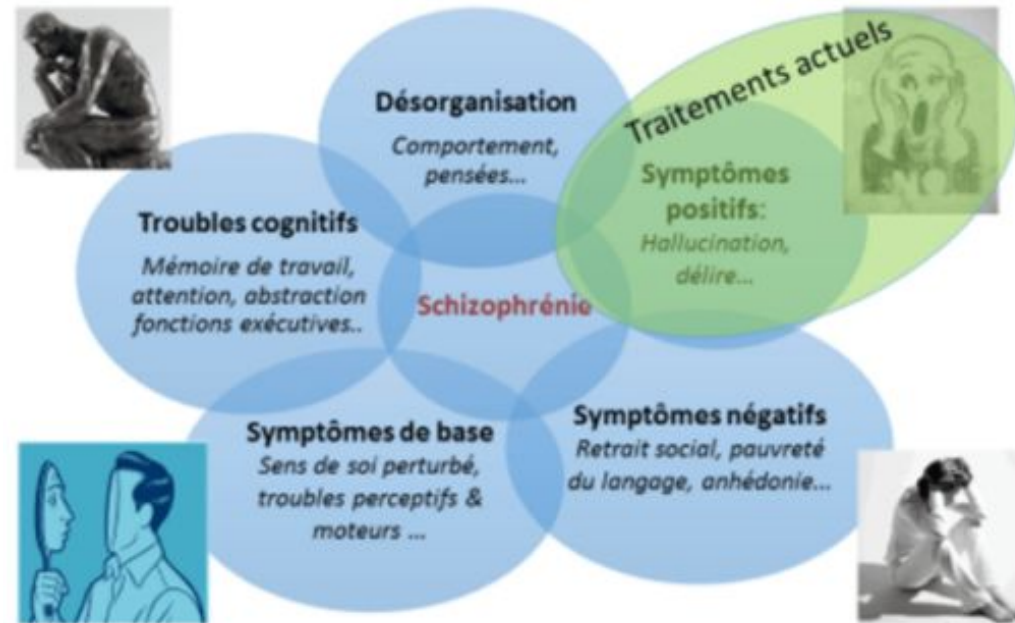 Désorganisation
Comportement,
pensées...
Traitements actuels
Symptômes
positifs:
Hallucination,
délire...
Troubles cognitifs
Mémoire de travail,
attention, abstraction
fonctions exécutives..
Schizophrénie
Symptômes de base
Sens de soi perturbé,
troubles perceptifs &
moteurs ...
Symptômes négatifs
Retrait social, pauvreté
du langage, anhédonie...